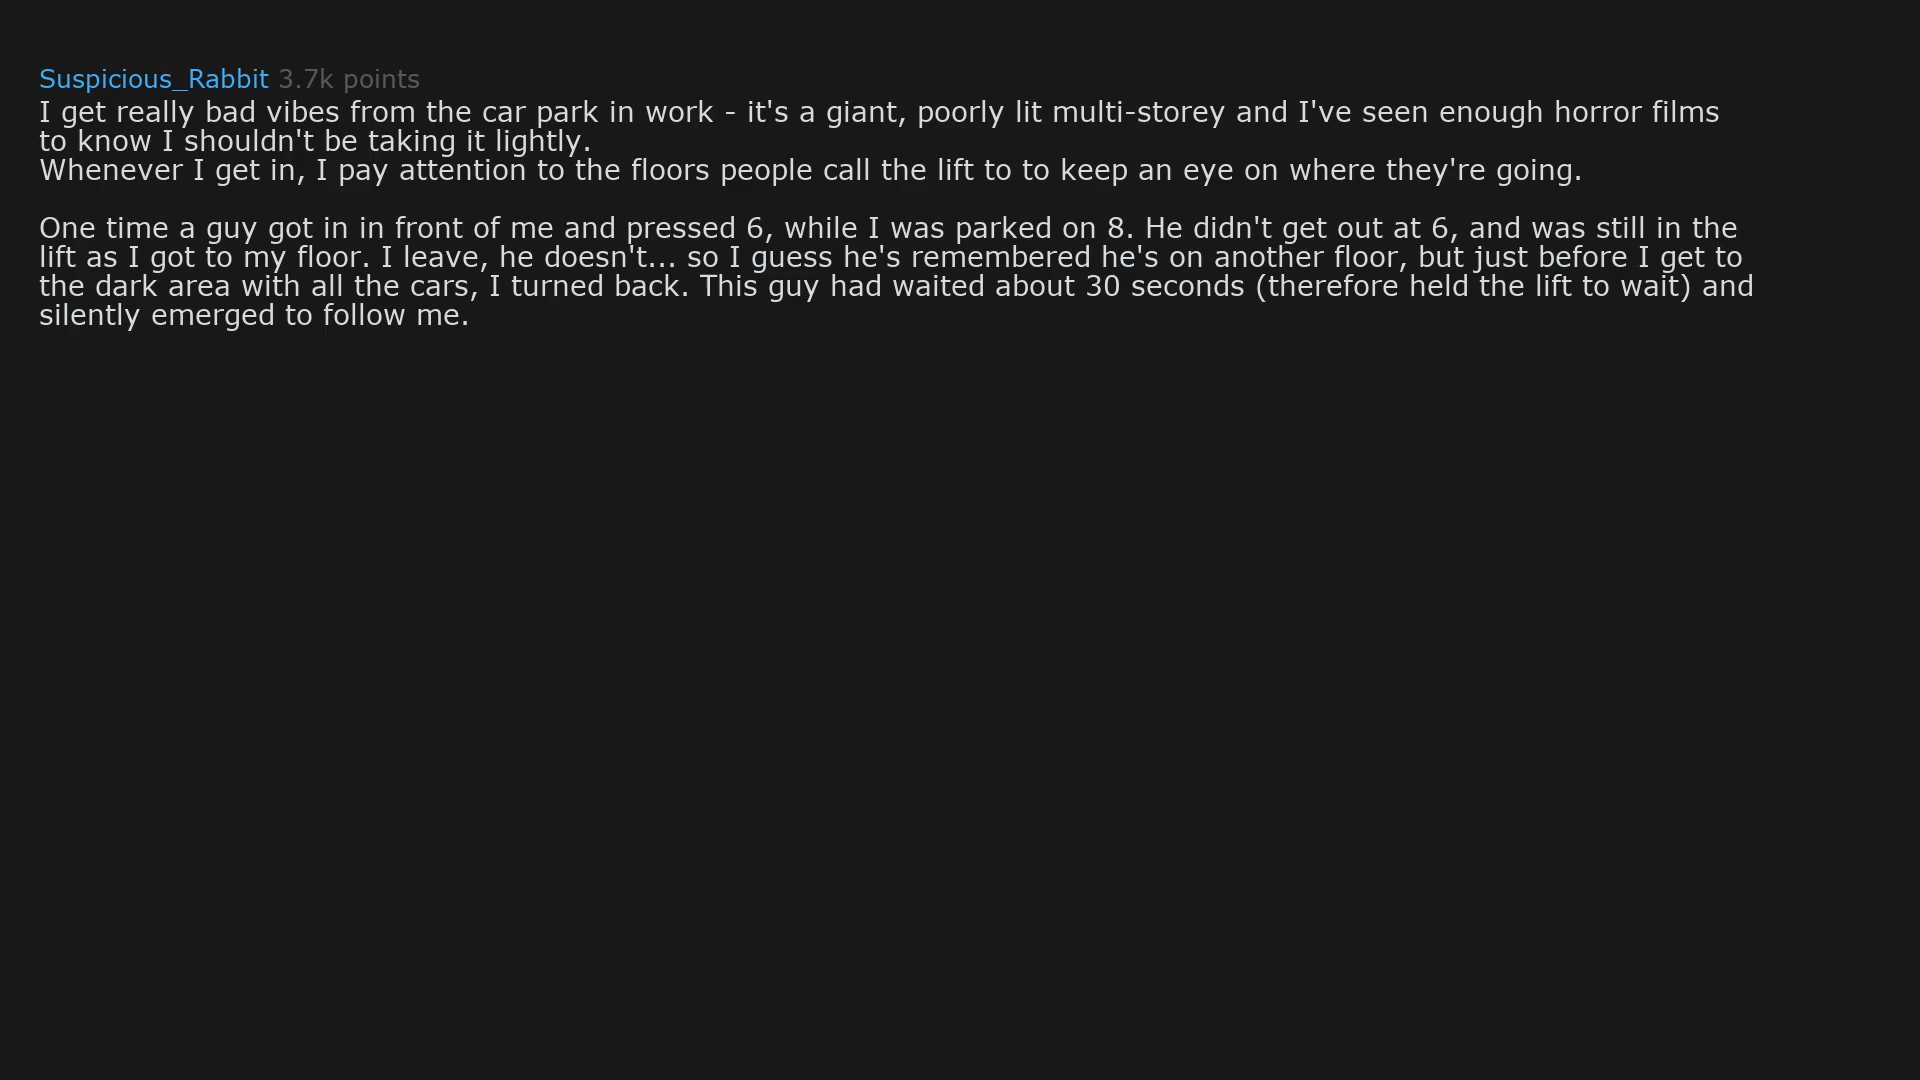 Suspicious_Rabbit 3.7k points
I get really bad vibes from the car park in work - it's a giant, poorly lit multi-storey and I've seen enough horror films
to know I shouldn't be taking it lightly.
Whenever I get in, I pay attention to the floors people call the lift to to keep an eye on where they're going.
One time a guy got in in front of me and pressed 6, while I was parked on 8. He didn't get out at 6, and was still in the
lift as I got to my floor. I leave, he doesn't... so I guess he's remembered he's on another floor, but just before I get to
the dark area with all the cars, I turned back. This guy had waited about 30 seconds (therefore held the lift to wait) and
silently emerged to follow me.